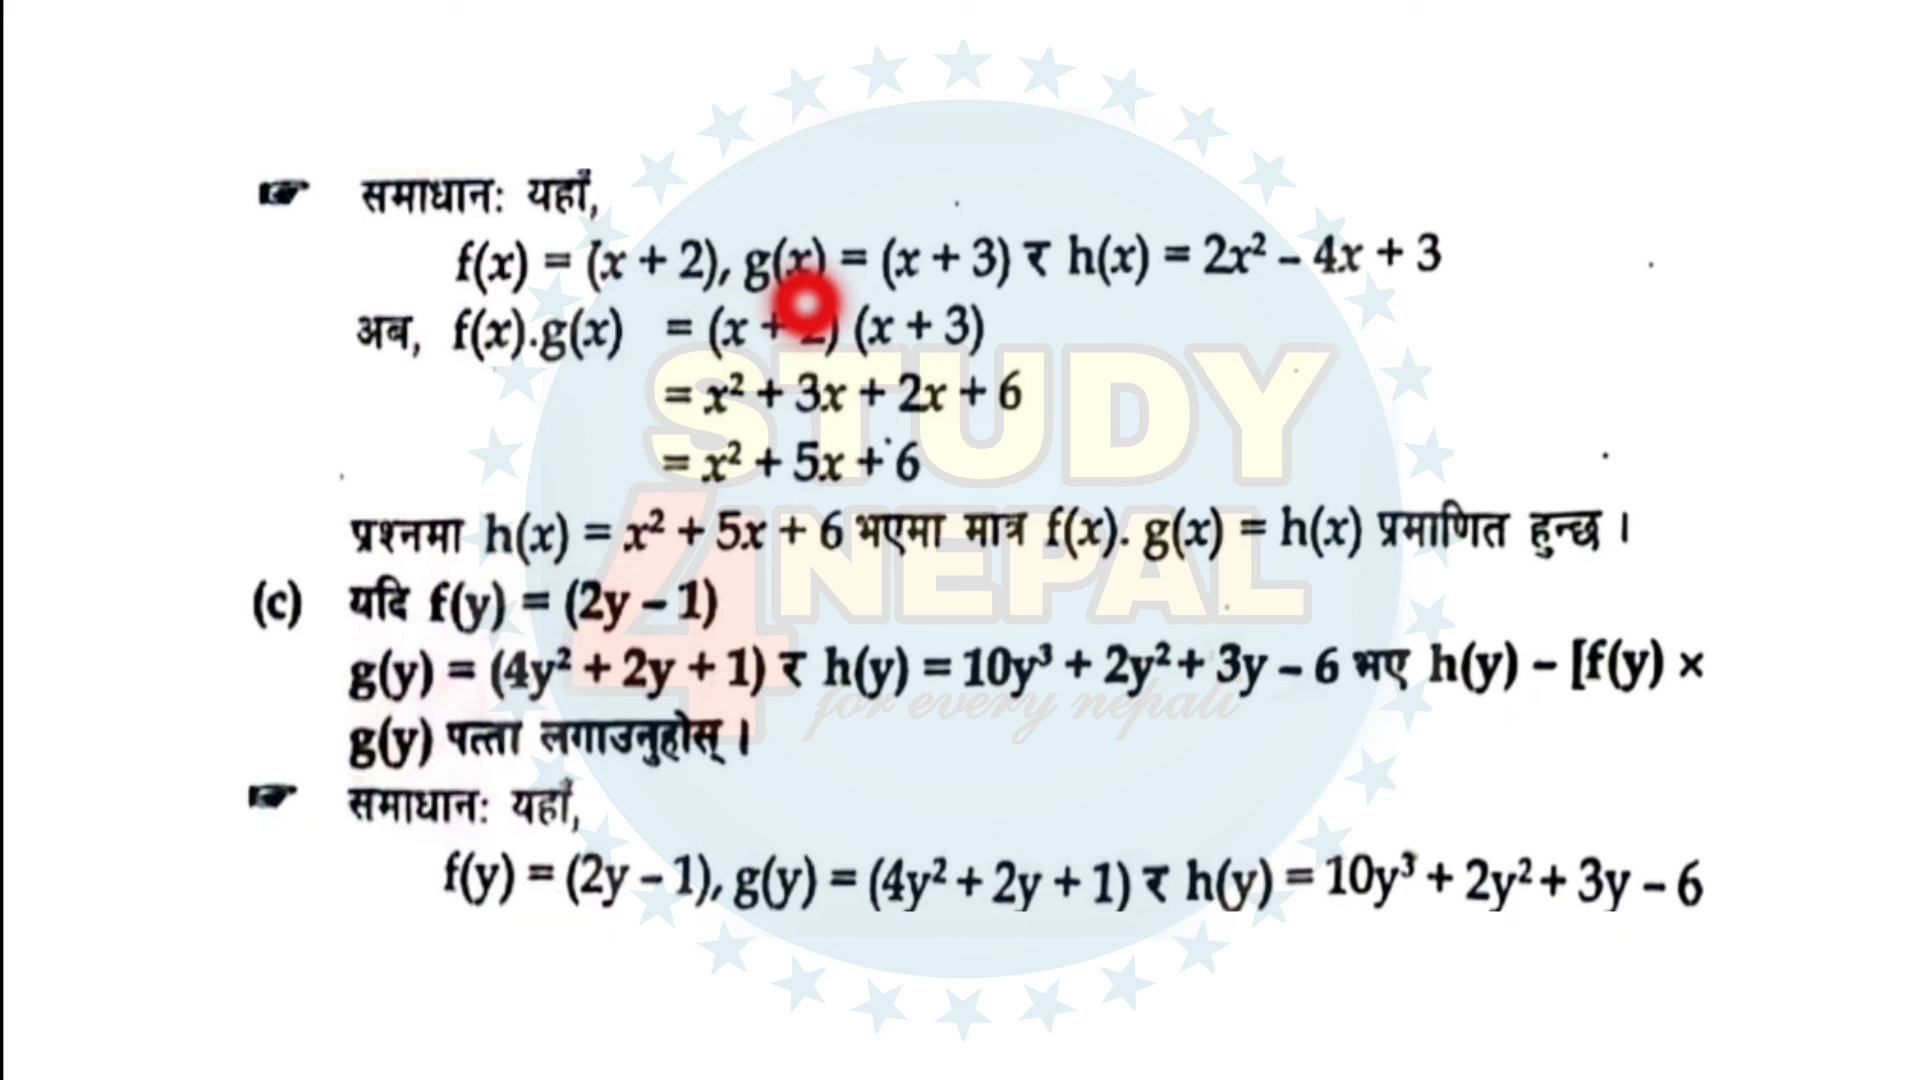 ☞ समाधान: यहाँ,
f(x) = (x + 2), g(x) = (x + 3) र h(x) = 2x² – 4x + 3
अब, f(x).g(x) = (x + 2) (x + 3)
= x² + 3x + 2x + 6
= x² + 5x + 6
प्रश्नमा h(x) = x² + 5x + 6 भएमा मात्र f(x). g(x) = h(x) प्रमाणित हुन्छ ।
(c) यदि f(y) = (2y – 1)
g(y) = (4y² + 2y + 1) र h(y) = 10y³ + 2y² + 3y – 6 भए h(y) – [f(y) ×
g(y) पत्ता लगाउनुहोस् ।
☞ समाधान: यहाँ,
f(y) = (2y – 1), g(y) = (4y² + 2y + 1) र h(y) = 10y³ + 2y² + 3y – 6
STUDY
4 NEPAL
for every nepali